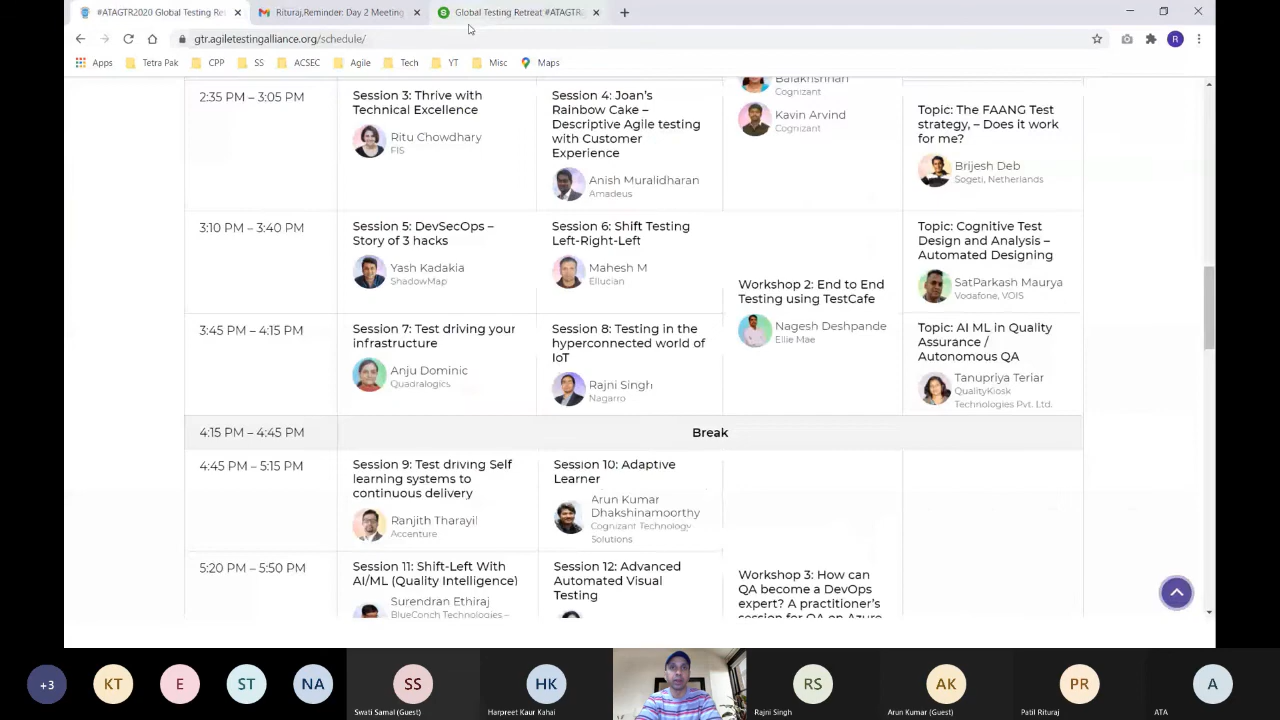 #ATAGTR2020 Global Testing Ret
Rituraj,Reminder: Day 2 Meeting
Global Testing Retreat #ATAGTR
gtr.agiletestingalliance.org/schedule/
R
Apps
Tetra Pak
CPP
SS
ACSEC
Agile
Tech
YT
Misc
Maps
Balakrishnan
Cognizant
Kavin Arvind
Cognizant
2:35 PM – 3:05 PM
Session 3: Thrive with
Technical Excellence
Ritu Chowdhary
FIS
Session 4: Joan's
Rainbow Cake –
Descriptive Agile testing
with Customer
Experience
Anish Muralidharan
Amadeus
Topic: The FAANG Test
strategy, – Does it work
for me?
Brijesh Deb
Sogeti, Netherlands
3:10 PM – 3:40 PM
Session 5: DevSecOps –
Story of 3 hacks
Yash Kadakia
ShadowMap
Session 6: Shift Testing
Left-Right-Left
Mahesh M
Ellucian
Workshop 2: End to End
Testing using TestCafe
Nagesh Deshpande
Ellie Mae
Topic: Cognitive Test
Design and Analysis –
Automated Designing
SatParkash Maurya
Vodafone, VOIS
3:45 PM – 4:15 PM
Session 7: Test driving your
infrastructure
Anju Dominic
Quadralogics
Session 8: Testing in the
hyperconnected world of
IoT
Rajni Singh
Nagarro
Topic: AI ML in Quality
Assurance /
Autonomous QA
Tanupriya Teriar
QualityKiosk
Technologies Pvt. Ltd.
4:15 PM – 4:45 PM
Break
4:45 PM – 5:15 PM
Session 9: Test driving Self
learning systems to
continuous delivery
Ranjith Tharayil
Accenture
Session 10: Adaptive
Learner
Arun Kumar
Dhakshinamoorthy
Cognizant Technology
Solutions
5:20 PM – 5:50 PM
Session 11: Shift-Left With
AI/ML (Quality Intelligence)
Surendran Ethiraj
BlueConch Technologies –
Session 12: Advanced
Automated Visual
Testing
Workshop 3: How can
QA become a DevOps
expert? A practitioner's
session for QA on Azure
+3
KT
E
ST
NA
SS
Swati Samal (Guest)
HK
Harpreet Kaur Kahai
RS
Rajni Singh
AK
Arun Kumar (Guest)
PR
Patil Rituraj
A
ATA